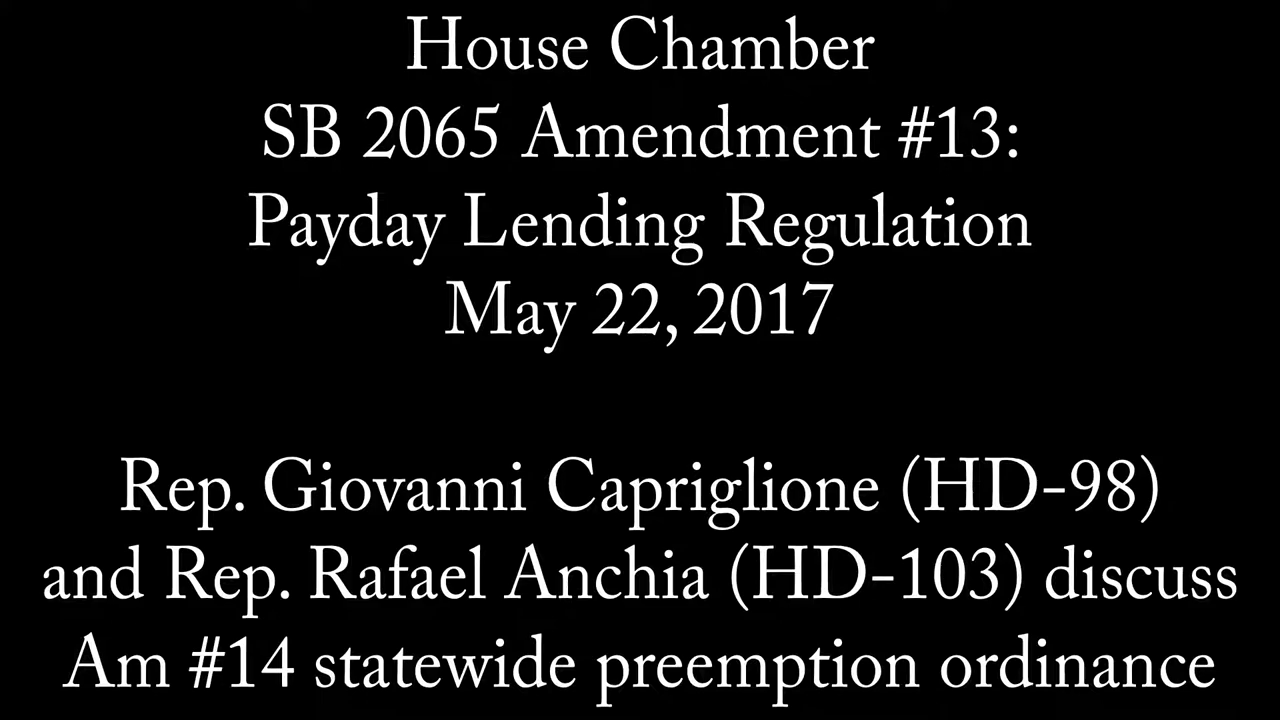 House Chamber
SB 2065 Amendment #13:
Payday Lending Regulation
May 22, 2017
Rep. Giovanni Capriglione (HD-98)
and Rep. Rafael Anchia (HD-103) discuss
Am #14 statewide preemption ordinance